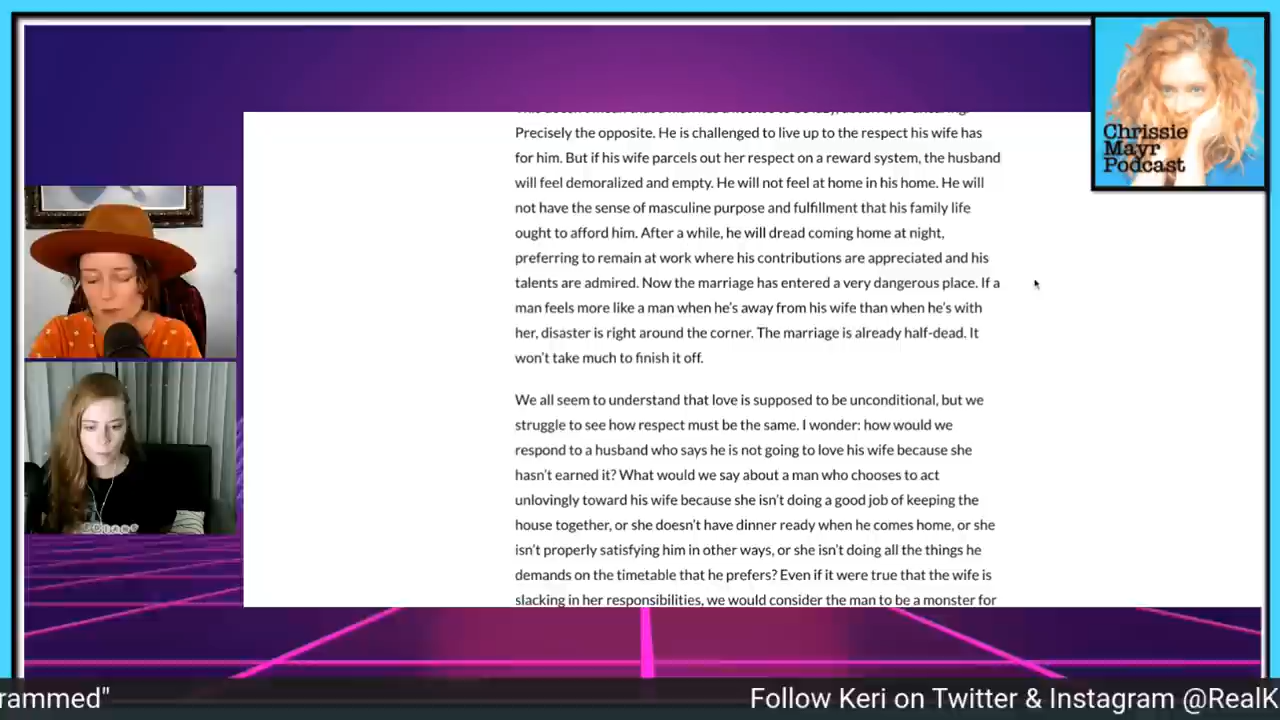 Chrissie
Mayr
Podcast
Precisely the opposite. He is challenged to live up to the respect his wife has
for him. But if his wife parcels out her respect on a reward system, the husband
will feel demoralized and empty. He will not feel at home in his home. He will
not have the sense of masculine purpose and fulfillment that his family life
ought to afford him. After a while, he will dread coming home at night,
preferring to remain at work where his contributions are appreciated and his
talents are admired. Now the marriage has entered a very dangerous place. If a
man feels more like a man when he's away from his wife than when he's with
her, disaster is right around the corner. The marriage is already half-dead. It
won't take much to finish it off.
We all seem to understand that love is supposed to be unconditional, but we
struggle to see how respect must be the same. I wonder: how would we
respond to a husband who says he is not going to love his wife because she
hasn't earned it? What would we say about a man who chooses to act
unlovingly toward his wife because she isn't doing a good job of keeping the
house together, or she doesn't have dinner ready when he comes home, or she
isn't properly satisfying him in other ways, or she isn't doing all the things he
demands on the timetable that he prefers? Even if it were true that the wife is
slacking in her responsibilities, we would consider the man to be a monster for
rammed" Follow Keri on Twitter & Instagram @RealK